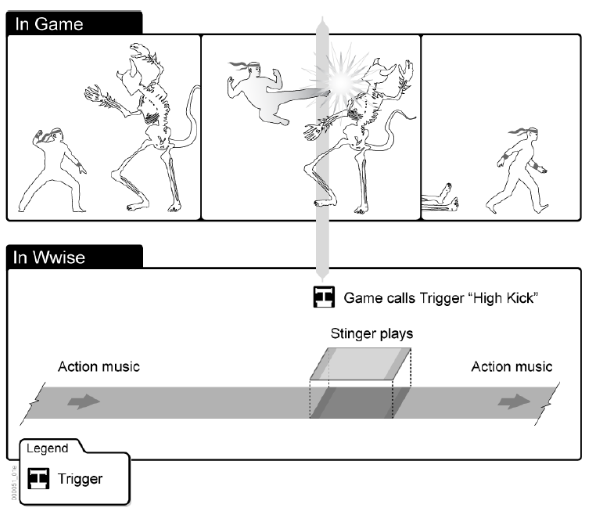 In Game
In Wwise
Game calls Trigger “High Kick”
Stinger plays
Action music
Action music
Legend
Trigger